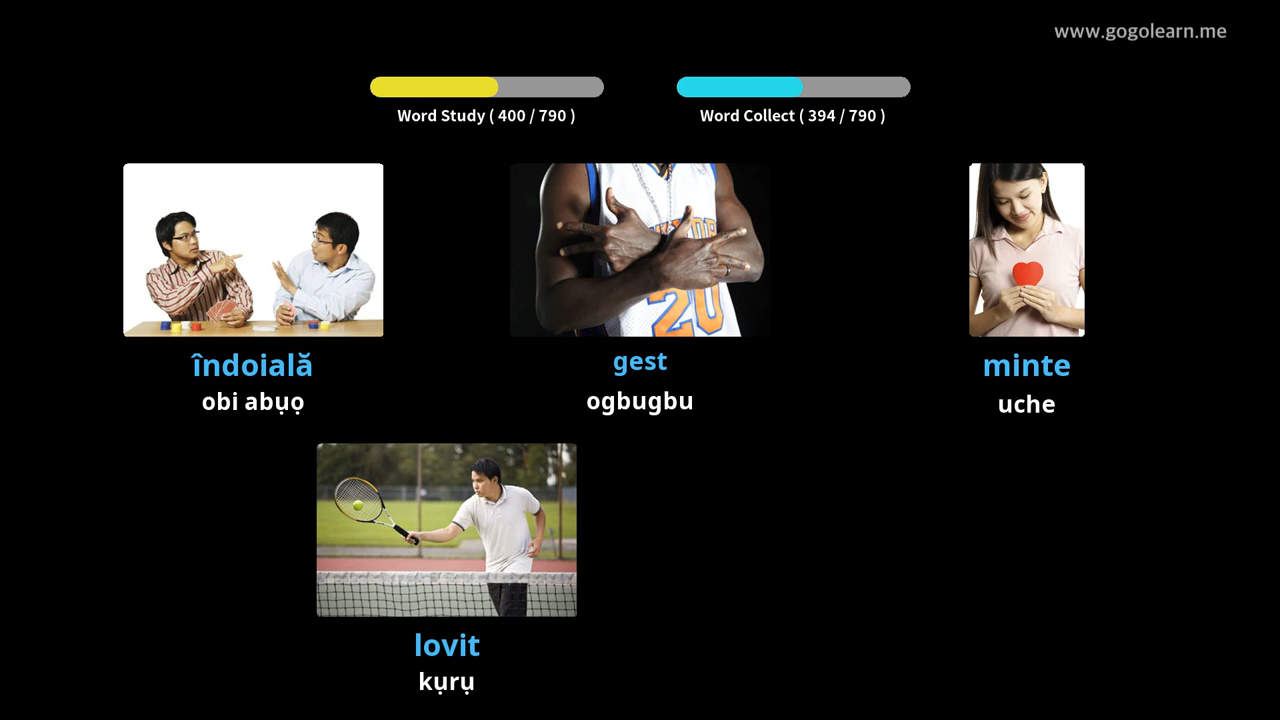 www.gogolearn.me
Word Study ( 400 / 790 )
Word Collect ( 394 / 790 )
20
îndoială
obi abụọ
gest
ogbugbu
minte
uche
lovit
kụrụ